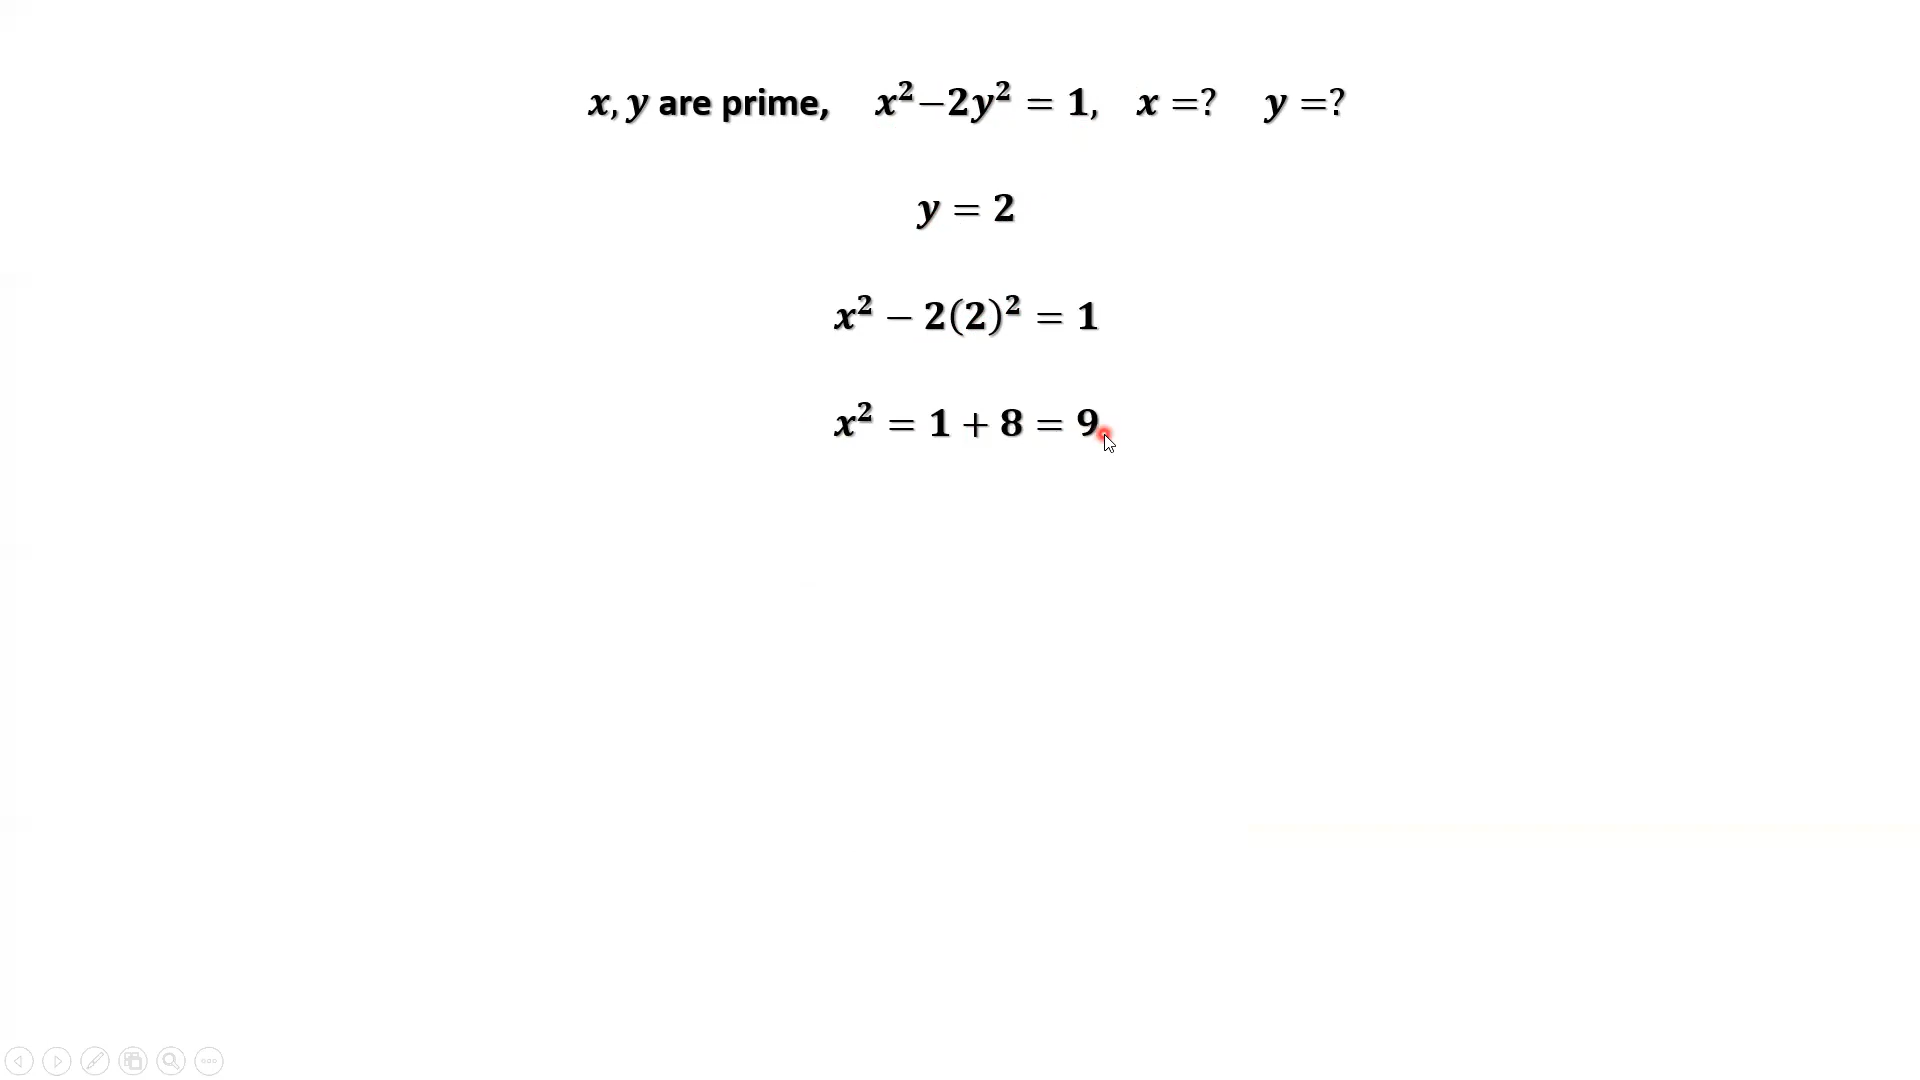 x, y are prime, x²−2y² = 1, x =? y =?
y = 2
x² − 2(2)² = 1
x² = 1 + 8 = 9